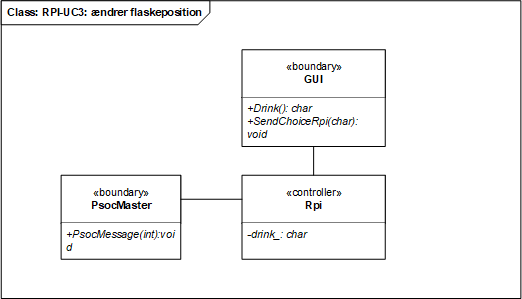 Class: RPI-UC3: ændrer flaskeposition
«boundary»
GUI
+Drink(): char
+SendChoiceRpi(char):
void
«boundary»
PsocMaster
+PsocMessage(int):voi
d
«controller»
Rpi
-drink_: char